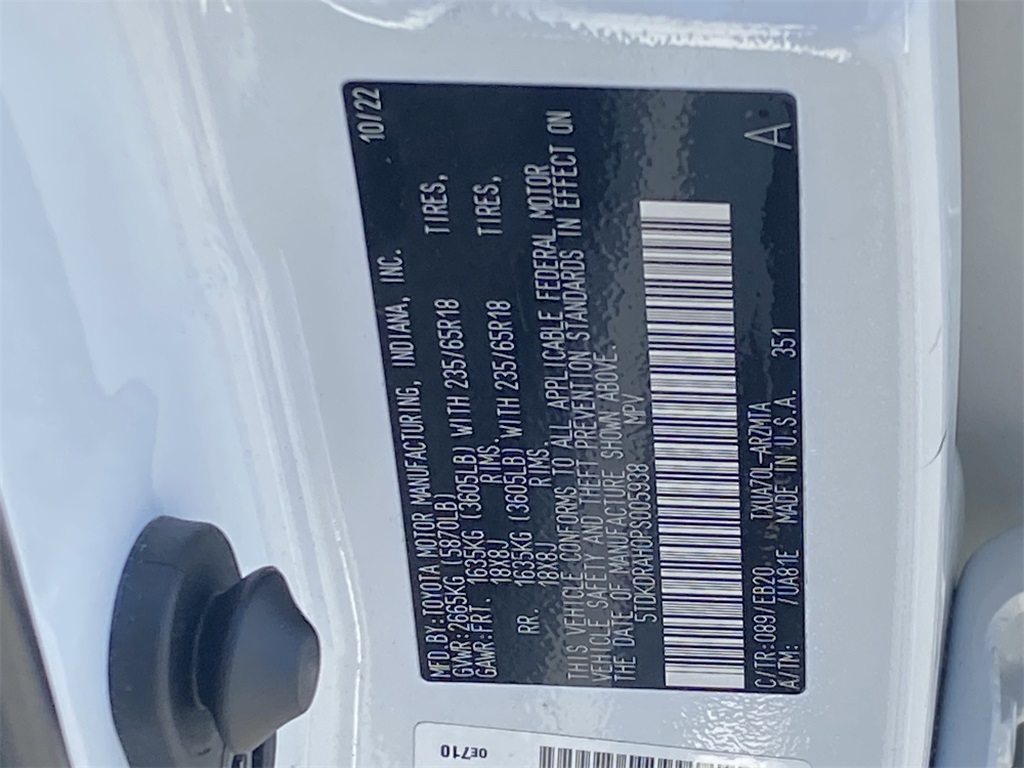 MFD.BY:TOYOTA MOTOR MANUFACTURING, INDIANA, INC. 10/22
GVWR:2665KG (5870LB)
GAWR:FRT. 1635KG (3605LB) WITH 235/65R18 TIRES,
18X8J RIMS
RR. 1635KG (3605LB) WITH 235/65R18 TIRES,
18X8J RIMS
THIS VEHICLE CONFORMS TO ALL APPLICABLE FEDERAL MOTOR
VEHICLE SAFETY AND THEFT PREVENTION STANDARDS IN EFFECT ON
THE DATE OF MANUFACTURE SHOWN ABOVE.
5TDKDRAH0PS005938 MPV
C/TR:089/EB20 TXUA70L-ARZMTA A
A/TM: /UA81E MADE IN U.S.A. 351
0E710